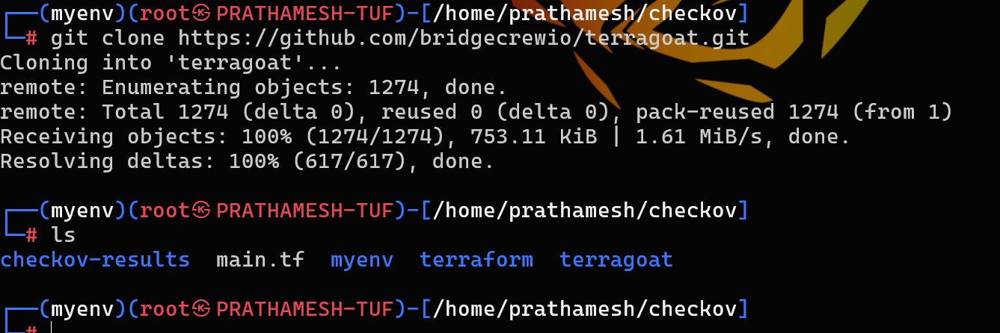 ┌──(myenv)(root㉿PRATHAMESH-TUF)-[/home/prathamesh/checkov]
└─# git clone https://github.com/bridgecrewio/terragoat.git
Cloning into 'terragoat'...
remote: Enumerating objects: 1274, done.
remote: Total 1274 (delta 0), reused 0 (delta 0), pack-reused 1274 (from 1)
Receiving objects: 100% (1274/1274), 753.11 KiB | 1.61 MiB/s, done.
Resolving deltas: 100% (617/617), done.
┌──(myenv)(root㉿PRATHAMESH-TUF)-[/home/prathamesh/checkov]
└─# ls
checkov-results  main.tf  myenv  terraform  terragoat
┌──(myenv)(root㉿PRATHAMESH-TUF)-[/home/prathamesh/checkov]
└─#